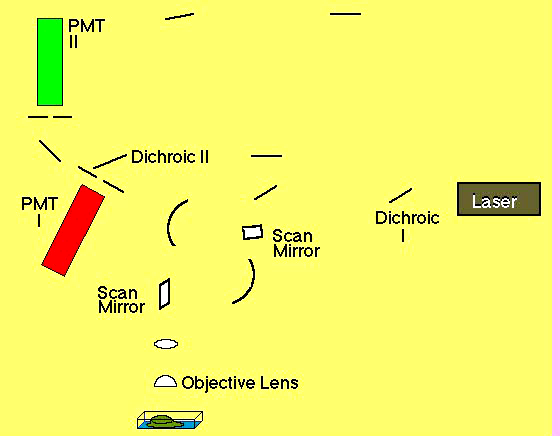 PMT
II
Dichroic II
PMT
I
Laser
Dichroic
I
Scan
Mirror
Scan
Mirror
Objective Lens